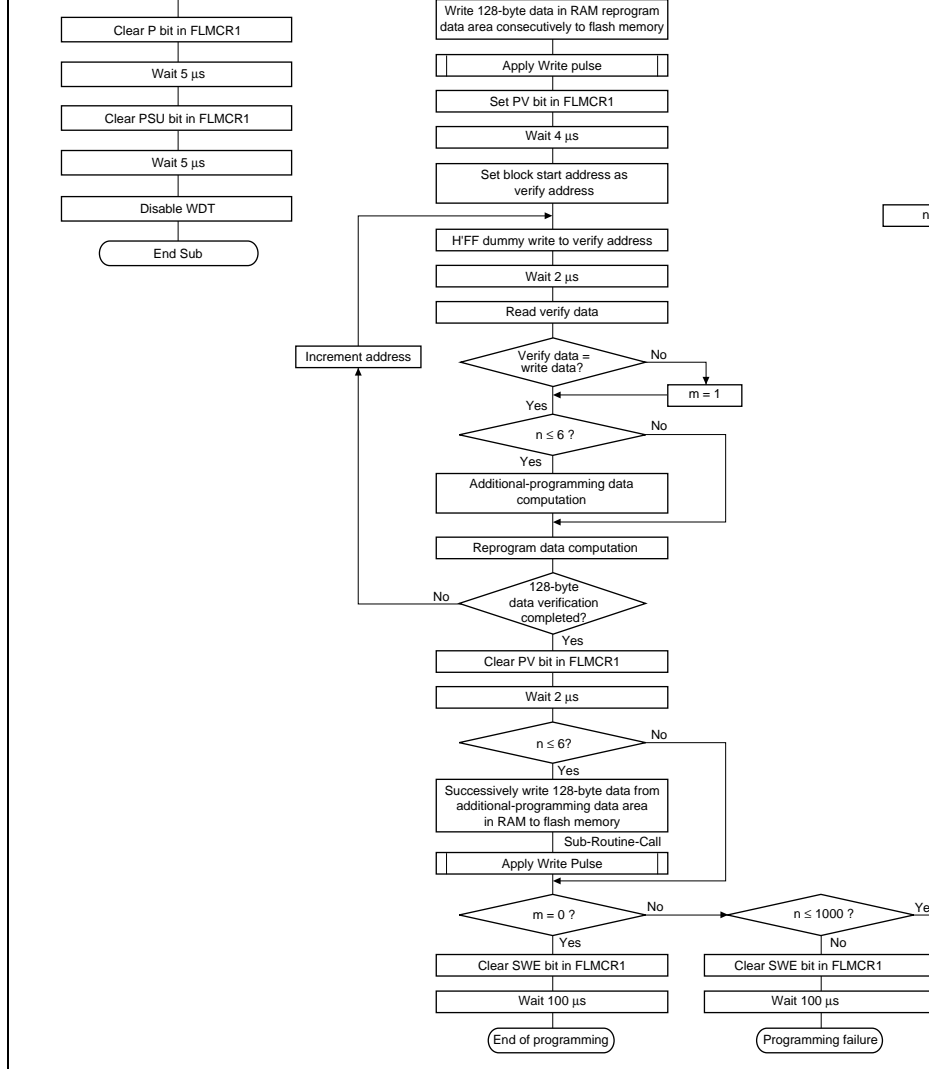 Clear P bit in FLMCR1
Wait 5 µs
Clear PSU bit in FLMCR1
Wait 5 µs
Disable WDT
End Sub
Write 128-byte data in RAM reprogram
data area consecutively to flash memory
Apply Write pulse
Set PV bit in FLMCR1
Wait 4 µs
Set block start address as
verify address
n
H'FF dummy write to verify address
Wait 2 µs
Read verify data
Increment address
Verify data =
write data?
No
m = 1
Yes
n ≤ 6 ?
No
Yes
Additional-programming data
computation
Reprogram data computation
128-byte
data verification
completed?
No
Yes
Clear PV bit in FLMCR1
Wait 2 µs
n ≤ 6?
No
Yes
Successively write 128-byte data from
additional-programming data area
in RAM to flash memory
Sub-Routine-Call
Apply Write Pulse
m = 0 ?
No
n ≤ 1000 ?
Ye
Yes
No
Clear SWE bit in FLMCR1
Clear SWE bit in FLMCR1
Wait 100 µs
Wait 100 µs
End of programming
Programming failure